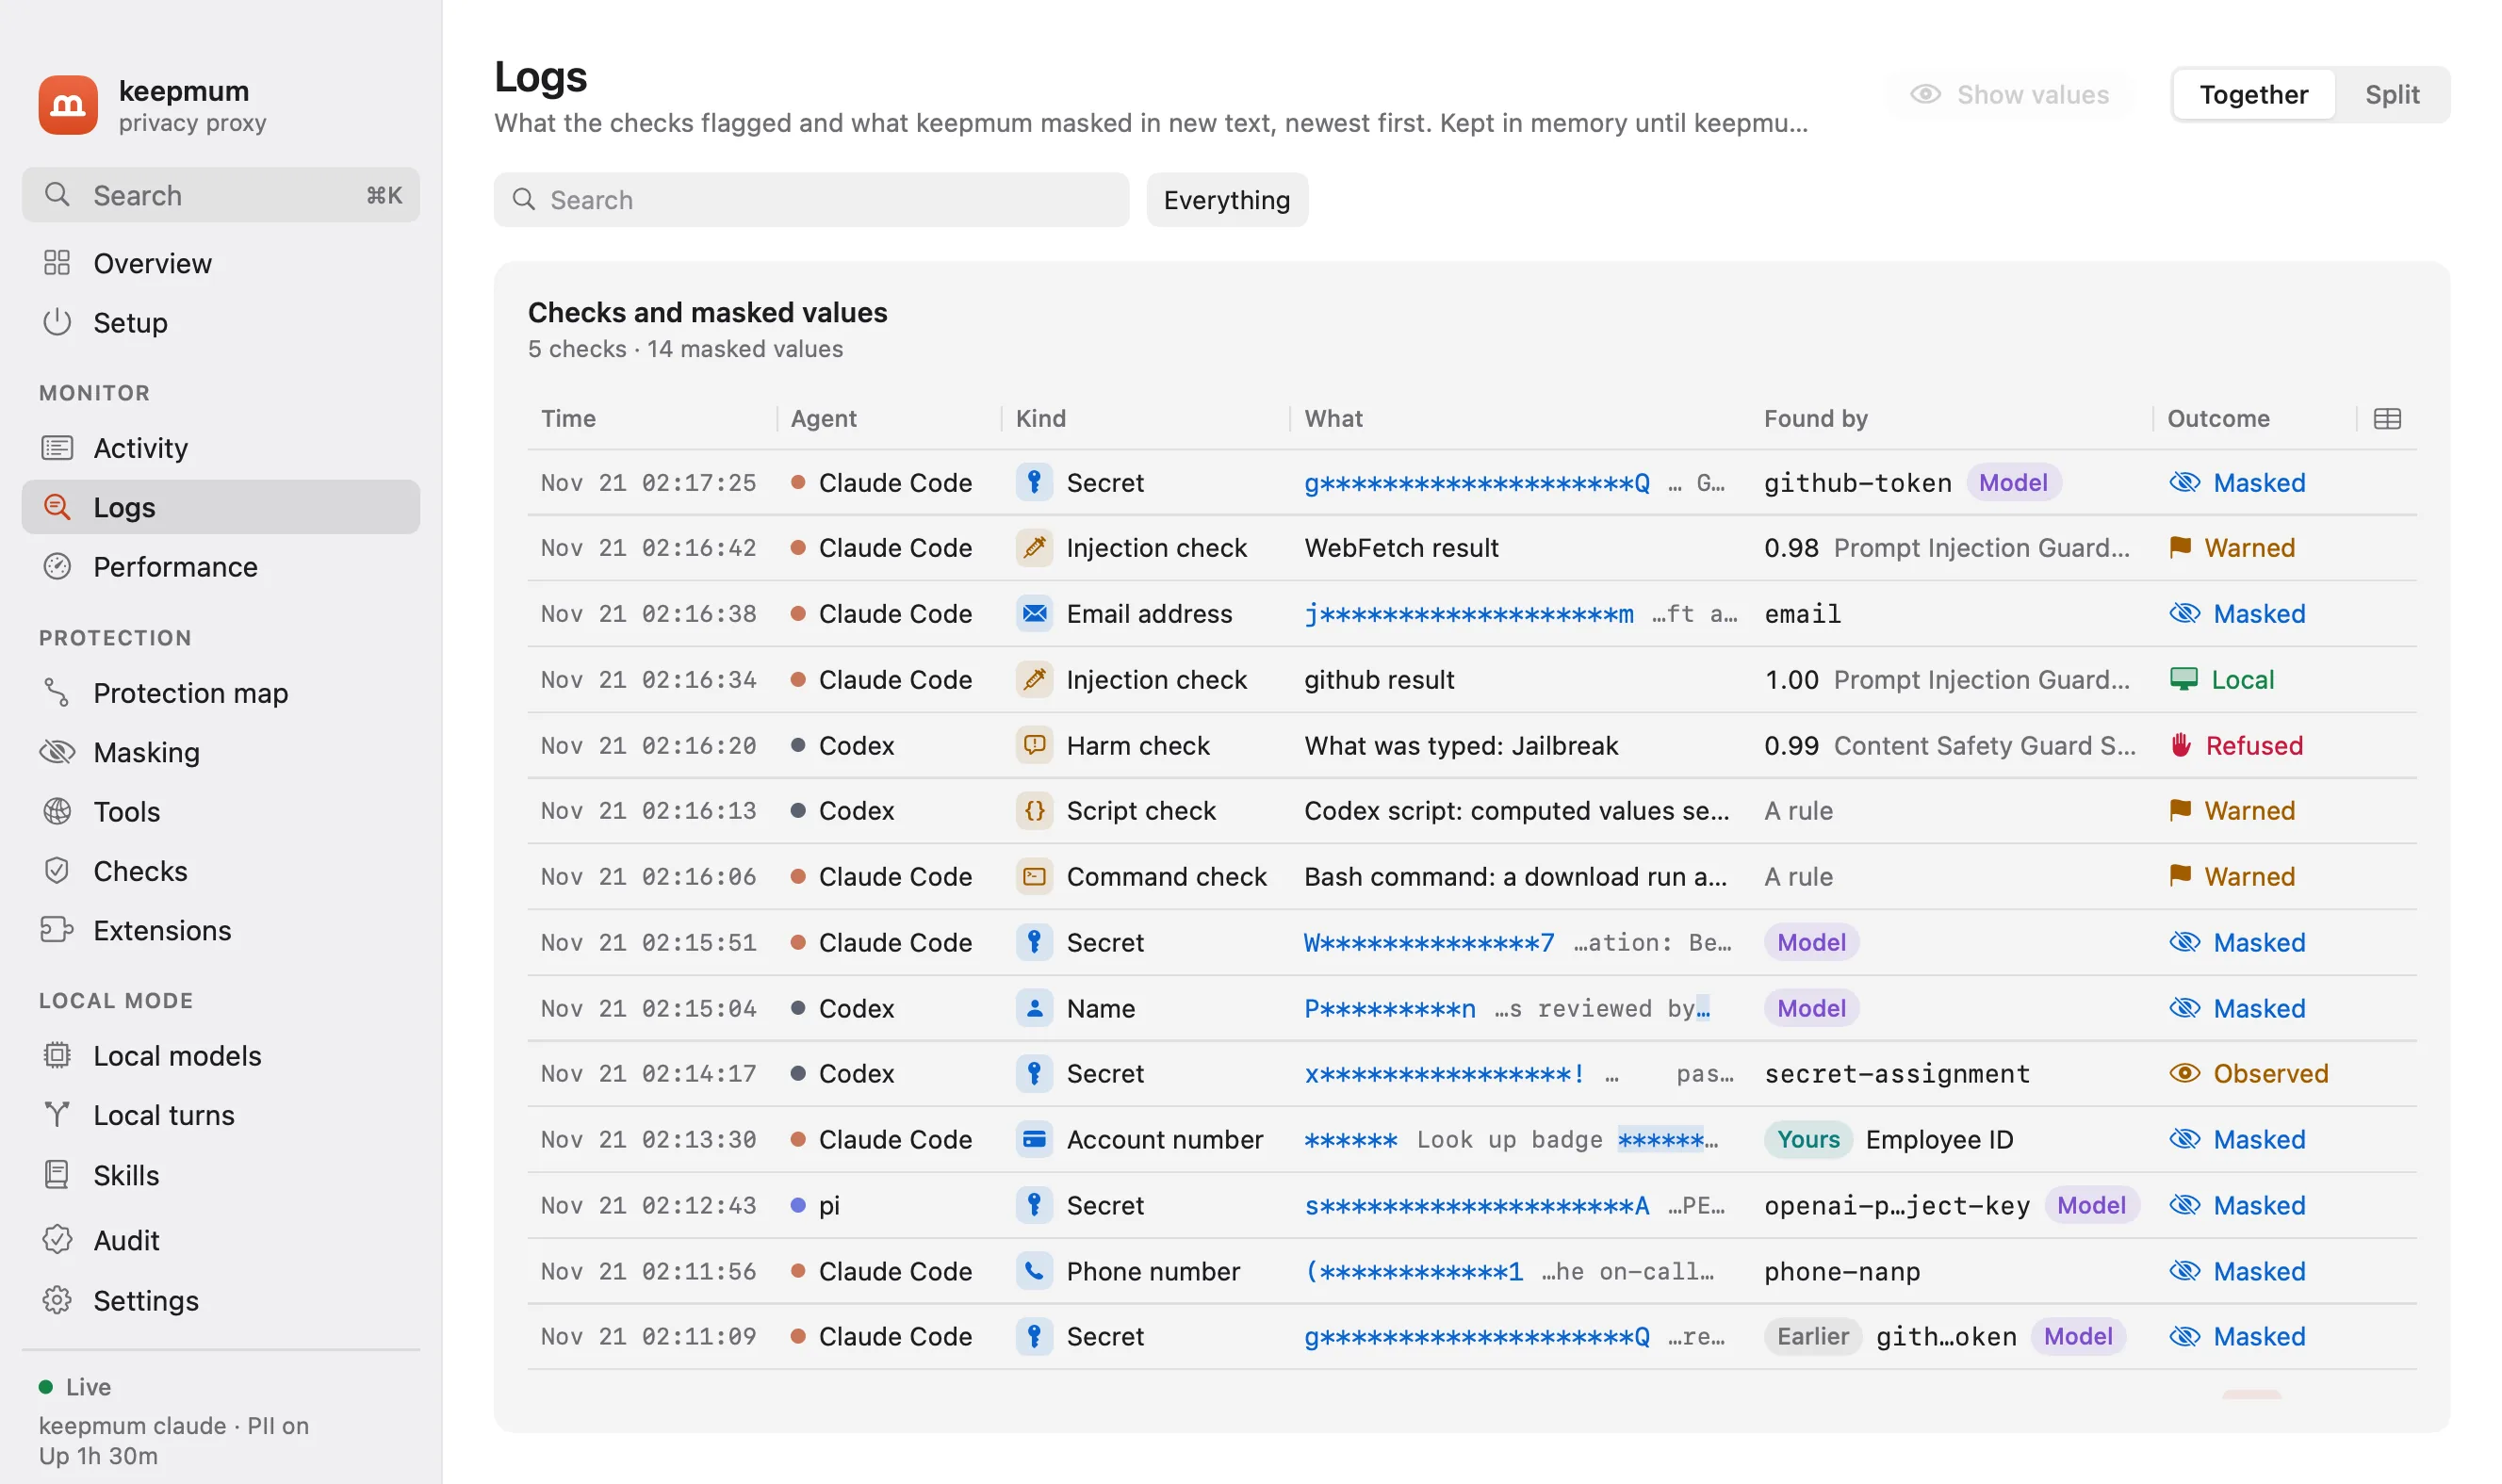 keepmum
privacy proxy
Search ⌘K
Overview
Setup
MONITOR
Activity
Logs
Performance
PROTECTION
Protection map
Masking
Tools
Checks
Extensions
LOCAL MODE
Local models
Local turns
Skills
Audit
Settings
Live
keepmum claude · PII on
Up 1h 30m
Logs
What the checks flagged and what keepmum masked in new text, newest first. Kept in memory until keepmu…
Show values
Together Split
Search
Everything
Checks and masked values
5 checks · 14 masked values
Time Agent Kind What Found by Outcome
Nov 21 02:17:25 Claude Code Secret g********************Q … G… github-token Model Masked
Nov 21 02:16:42 Claude Code Injection check WebFetch result 0.98 Prompt Injection Guard… Warned
Nov 21 02:16:38 Claude Code Email address j*******************m …ft a… email Masked
Nov 21 02:16:34 Claude Code Injection check github result 1.00 Prompt Injection Guard… Local
Nov 21 02:16:20 Codex Harm check What was typed: Jailbreak 0.99 Content Safety Guard S… Refused
Nov 21 02:16:13 Codex Script check Codex script: computed values se… A rule Warned
Nov 21 02:16:06 Claude Code Command check Bash command: a download run a… A rule Warned
Nov 21 02:15:51 Claude Code Secret W**************7 …ation: Be… Model Masked
Nov 21 02:15:04 Codex Name P*********n …s reviewed by… Model Masked
Nov 21 02:14:17 Codex Secret x****************! … pas… secret-assignment Observed
Nov 21 02:13:30 Claude Code Account number ****** Look up badge ******… Yours Employee ID Masked
Nov 21 02:12:43 pi Secret s********************A …PE… openai-p…ject-key Model Masked
Nov 21 02:11:56 Claude Code Phone number (************1 …he on-call… phone-nanp Masked
Nov 21 02:11:09 Claude Code Secret g********************Q …re… Earlier gith…oken Model Masked